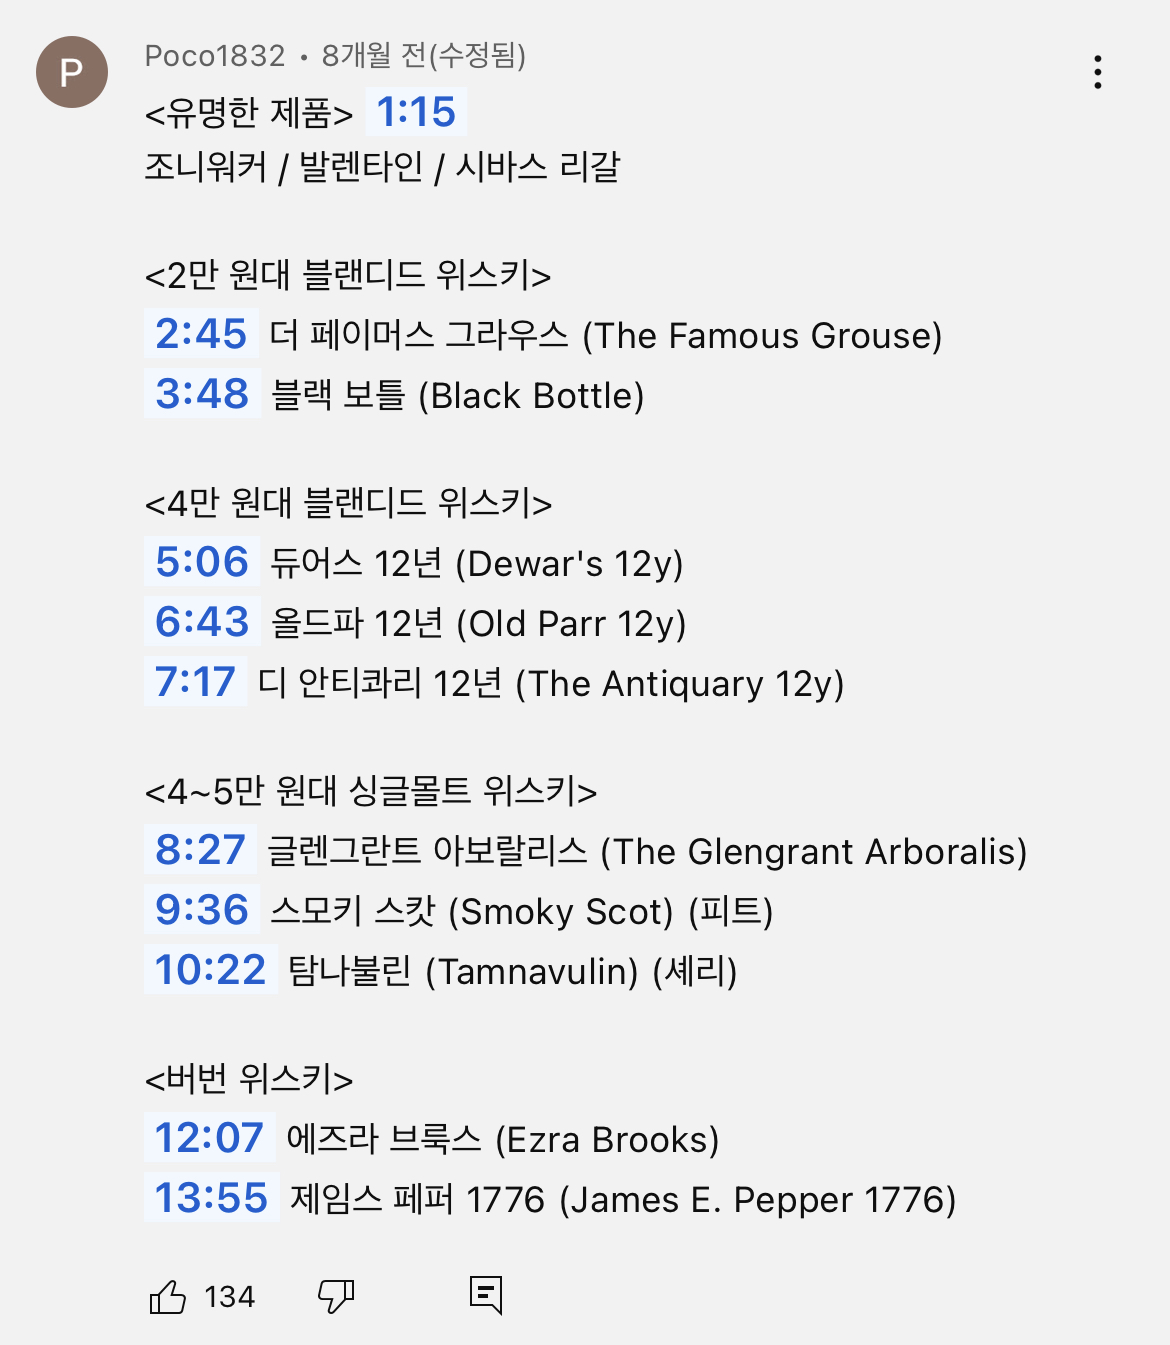 P
Poco1832 • 8개월 전(수정됨)
<유명한 제품> 1:15
조니워커 / 발렌타인 / 시바스 리갈
<2만 원대 블랜디드 위스키>
2:45 더 페이머스 그라우스 (The Famous Grouse)
3:48 블랙 보틀 (Black Bottle)
<4만 원대 블랜디드 위스키>
5:06 듀어스 12년 (Dewar's 12y)
6:43 올드파 12년 (Old Parr 12y)
7:17 디 안티콰리 12년 (The Antiquary 12y)
<4~5만 원대 싱글몰트 위스키>
8:27 글렌그란트 아보랄리스 (The Glengrant Arboralis)
9:36 스모키 스캇 (Smoky Scot) (피트)
10:22 탐나불린 (Tamnavulin) (셰리)
<버번 위스키>
12:07 에즈라 브룩스 (Ezra Brooks)
13:55 제임스 페퍼 1776 (James E. Pepper 1776)
134